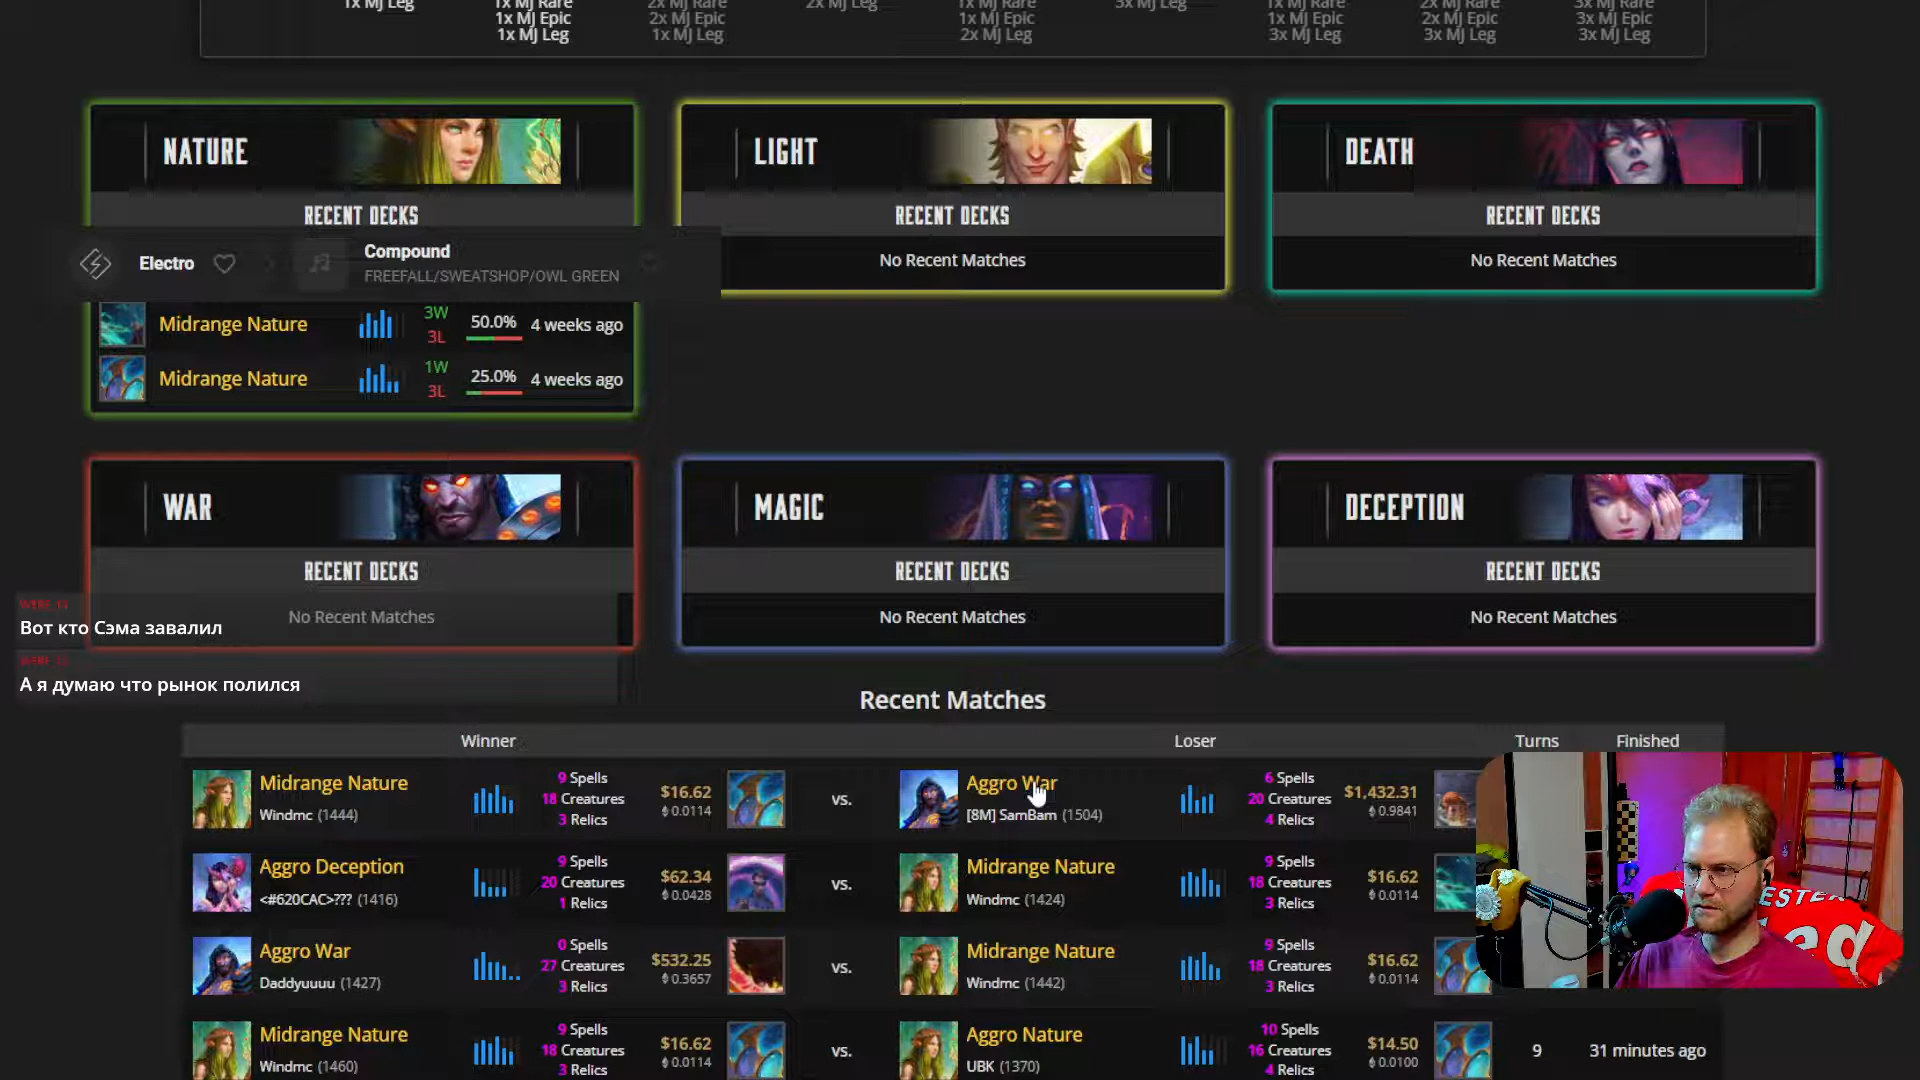 1x MJ Leg
1x MJ Rare
1x MJ Epic
1x MJ Leg
2x MJ Rare
2x MJ Epic
1x MJ Leg
2x MJ Leg
1x MJ Rare
1x MJ Epic
2x MJ Leg
3x MJ Leg
1x MJ Rare
1x MJ Epic
3x MJ Leg
2x MJ Rare
2x MJ Epic
3x MJ Leg
3x MJ Rare
3x MJ Epic
3x MJ Leg
NATURE
RECENT DECKS
LIGHT
RECENT DECKS
No Recent Matches
DEATH
RECENT DECKS
No Recent Matches
Electro
Compound
FREEFALL/SWEATSHOP/OWL GREEN
Midrange Nature 3W 3L 50.0% 4 weeks ago
Midrange Nature 1W 3L 25.0% 4 weeks ago
WAR
RECENT DECKS
No Recent Matches
MAGIC
RECENT DECKS
No Recent Matches
DECEPTION
RECENT DECKS
No Recent Matches
Вот кто Сэма завалил
А я думаю что рынок полился
Recent Matches
Winner Loser Turns Finished
Midrange Nature
Windmc (1444)
9 Spells
18 Creatures
3 Relics
$16.62
0.0114
vs.
Aggro War
[8M] SamBam (1504)
6 Spells
20 Creatures
4 Relics
$1,432.31
0.9841
Aggro Deception
<#620CAC>??? (1416)
9 Spells
20 Creatures
1 Relics
$62.34
0.0428
vs.
Midrange Nature
Windmc (1424)
9 Spells
18 Creatures
3 Relics
$16.62
0.0114
Aggro War
Daddyuuuu (1427)
0 Spells
27 Creatures
3 Relics
$532.25
0.3657
vs.
Midrange Nature
Windmc (1442)
9 Spells
18 Creatures
3 Relics
$16.62
0.0114
Midrange Nature
Windmc (1460)
9 Spells
18 Creatures
3 Relics
$16.62
0.0114
vs.
Aggro Nature
UBK (1370)
10 Spells
16 Creatures
4 Relics
$14.50
0.0100
9
31 minutes ago